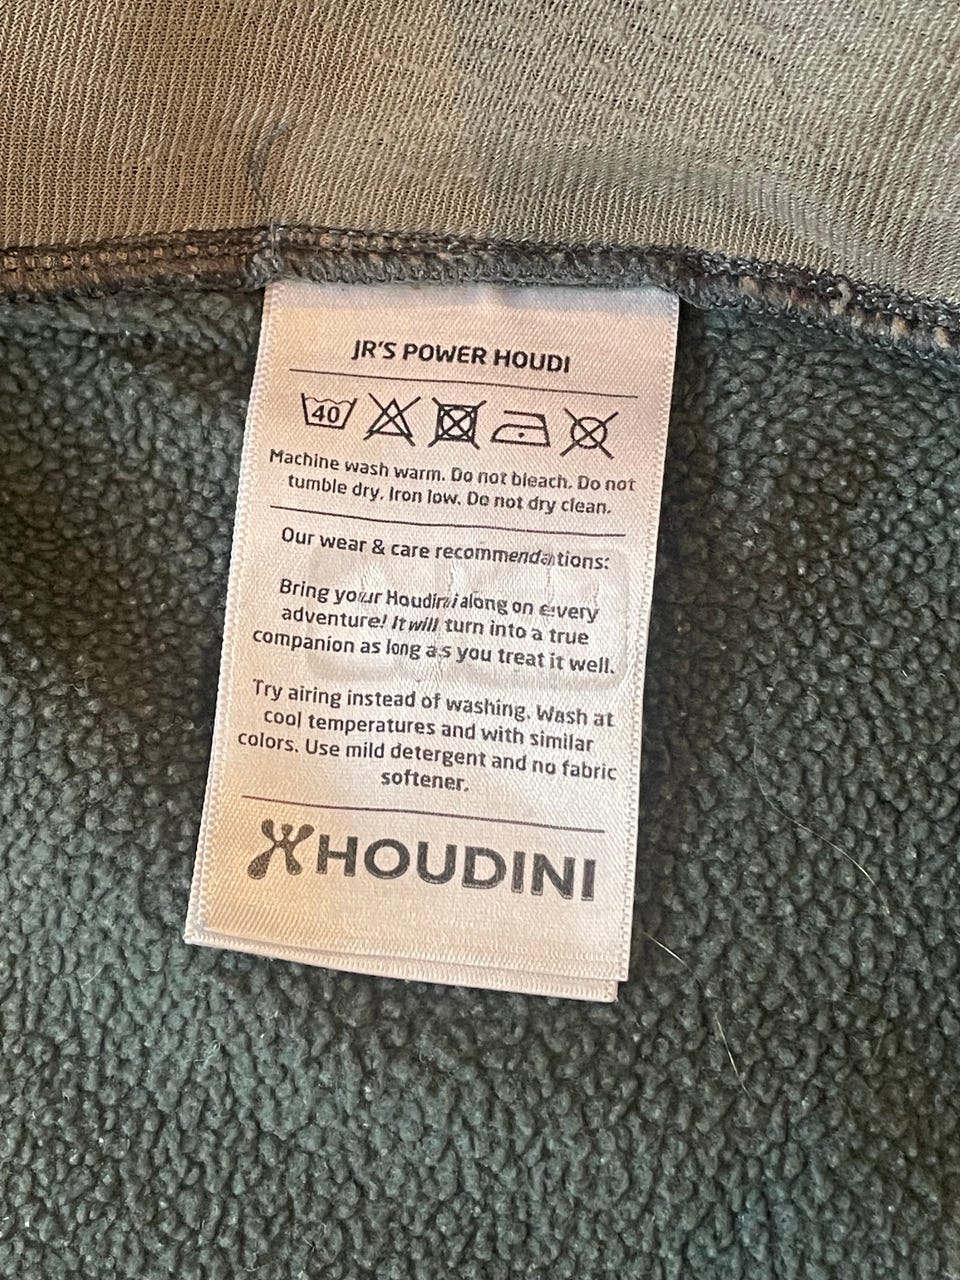 JR'S POWER HOUDI
40
Machine wash warm. Do not bleach. Do not
tumble dry. Iron low. Do not dry clean.
Our wear & care recommendations:
Bring your Houdini along on every
adventure! It will turn into a true
companion as long as you treat it well.
Try airing instead of washing. Wash at
cool temperatures and with similar
colors. Use mild detergent and no fabric
softener.
HOUDINI